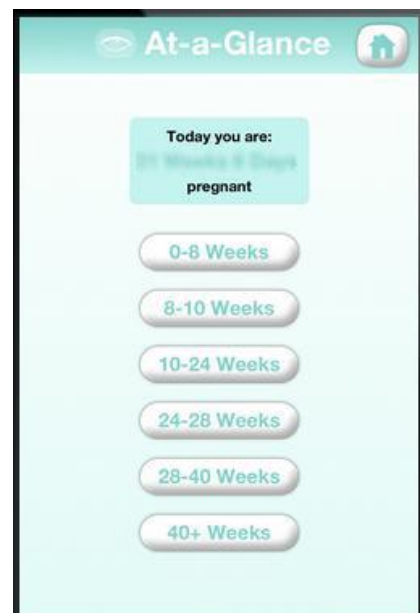 At-a-Glance
Today you are:
pregnant
0-8 Weeks
8-10 Weeks
10-24 Weeks
24-28 Weeks
28-40 Weeks
40+ Weeks